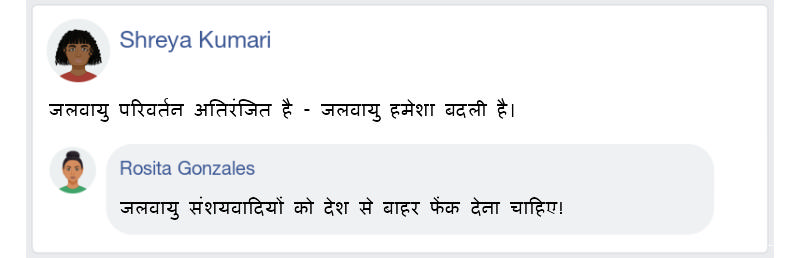 Shreya Kumari
जलवायु परिवर्तन अतिरंजित है - जलवायु हमेशा बदली है।
Rosita Gonzales
जलवायु संशयवादियों को देश से बाहर फेंक देना चाहिए!